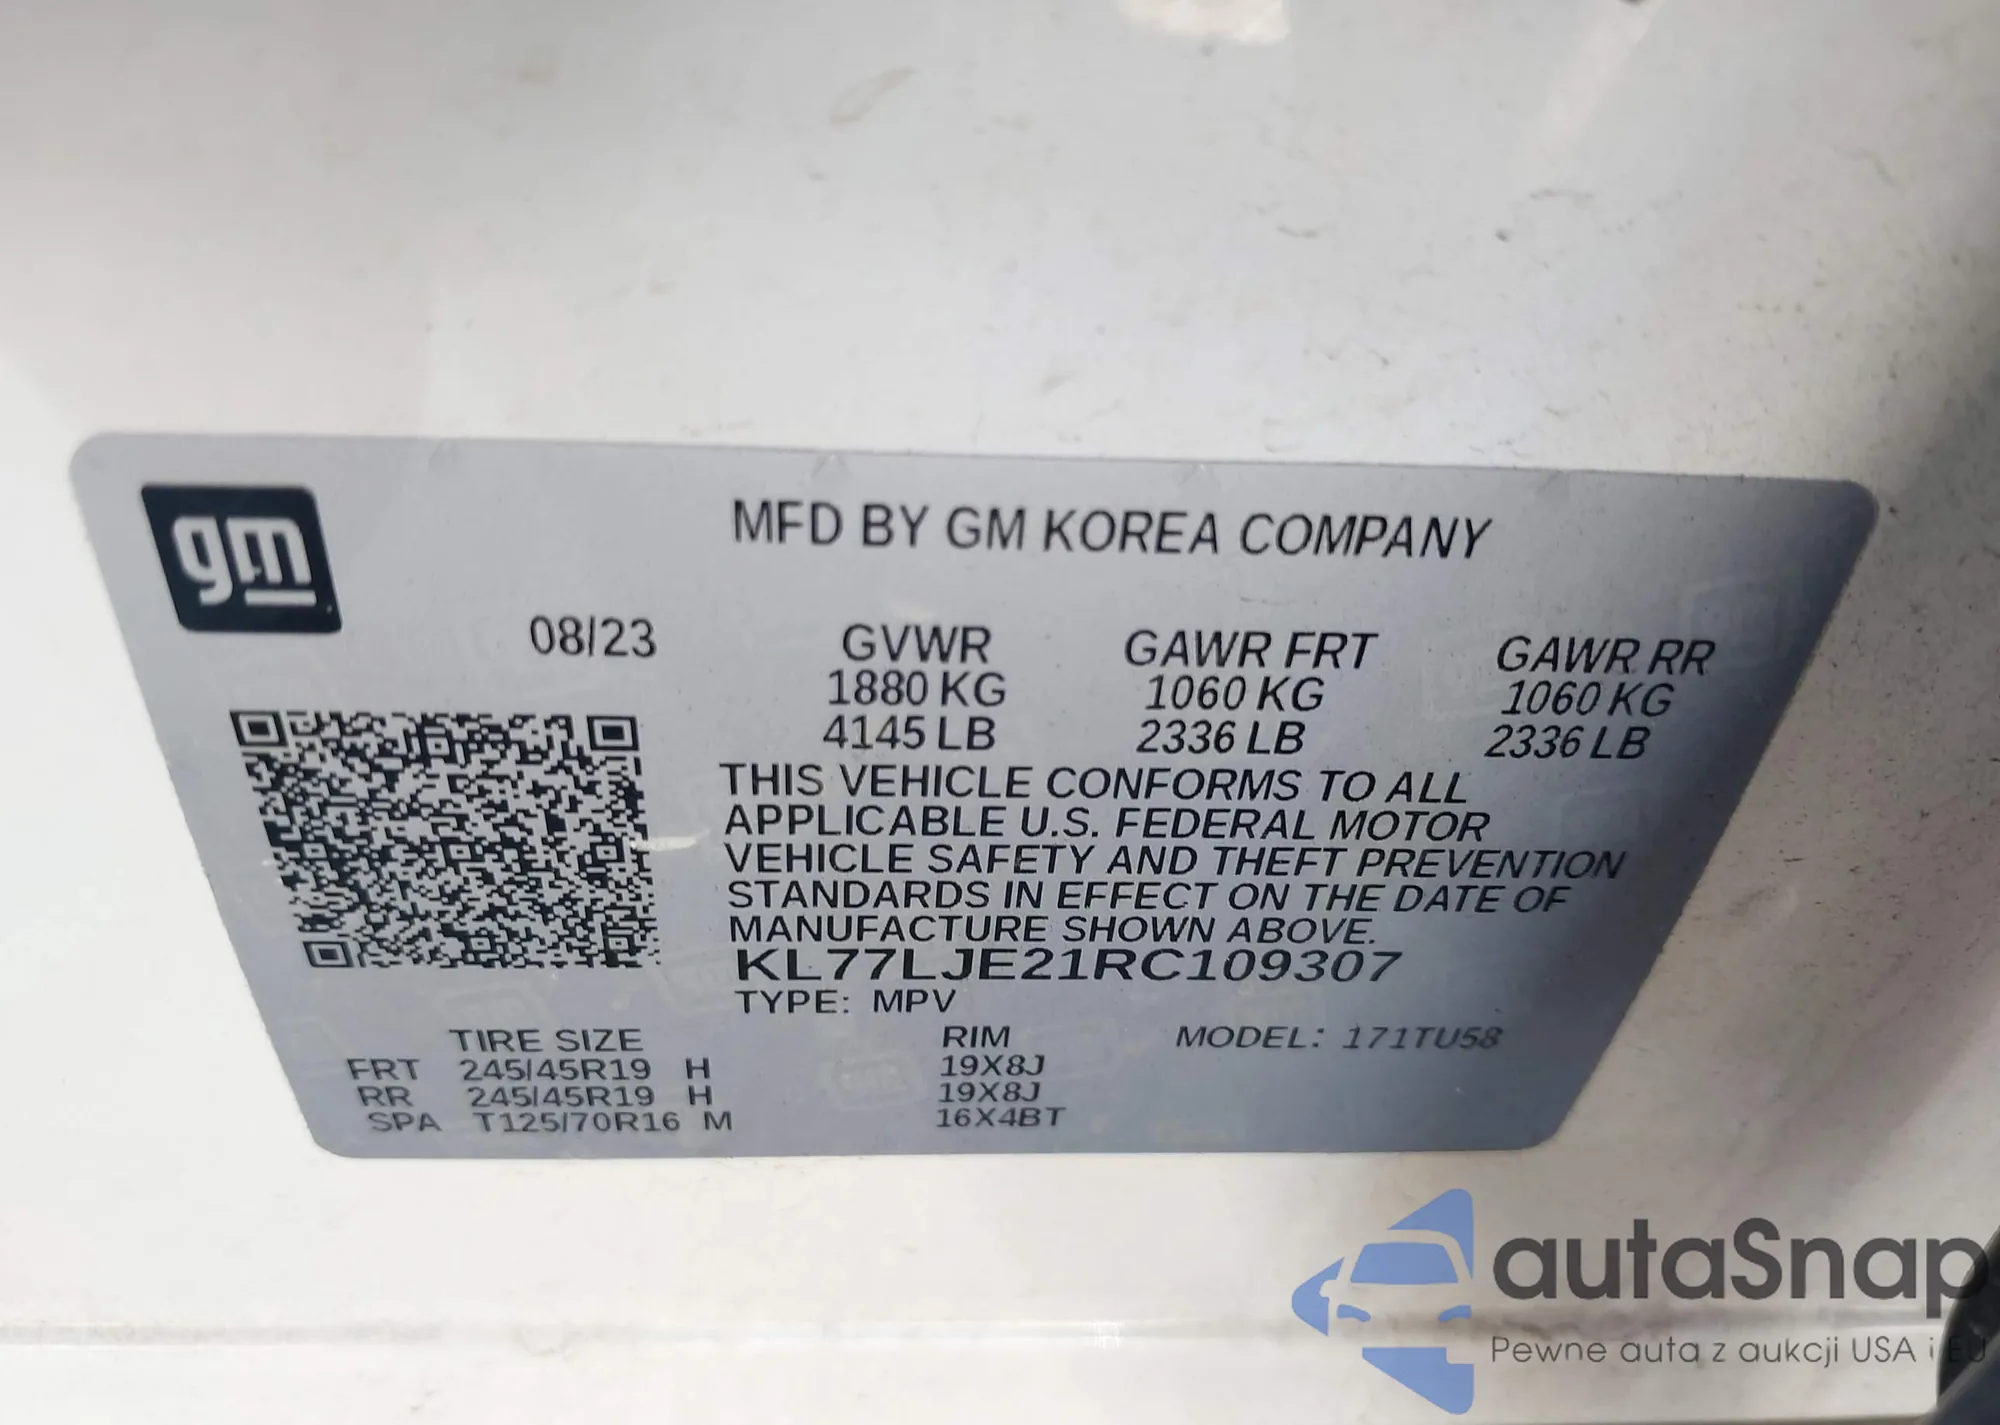 gm
MFD BY GM KOREA COMPANY
08/23 GVWR GAWR FRT GAWR RR
1880 KG 1060 KG 1060 KG
4145 LB 2336 LB 2336 LB
THIS VEHICLE CONFORMS TO ALL
APPLICABLE U.S. FEDERAL MOTOR
VEHICLE SAFETY AND THEFT PREVENTION
STANDARDS IN EFFECT ON THE DATE OF
MANUFACTURE SHOWN ABOVE.
KL77LJE21RC109307
TYPE: MPV
TIRE SIZE RIM MODEL: 171TU58
FRT 245/45R19 H 19X8J
RR 245/45R19 H 19X8J
SPA T125/70R16 M 16X4BT
autaSnap
Pewne auta z aukcji USA i EU